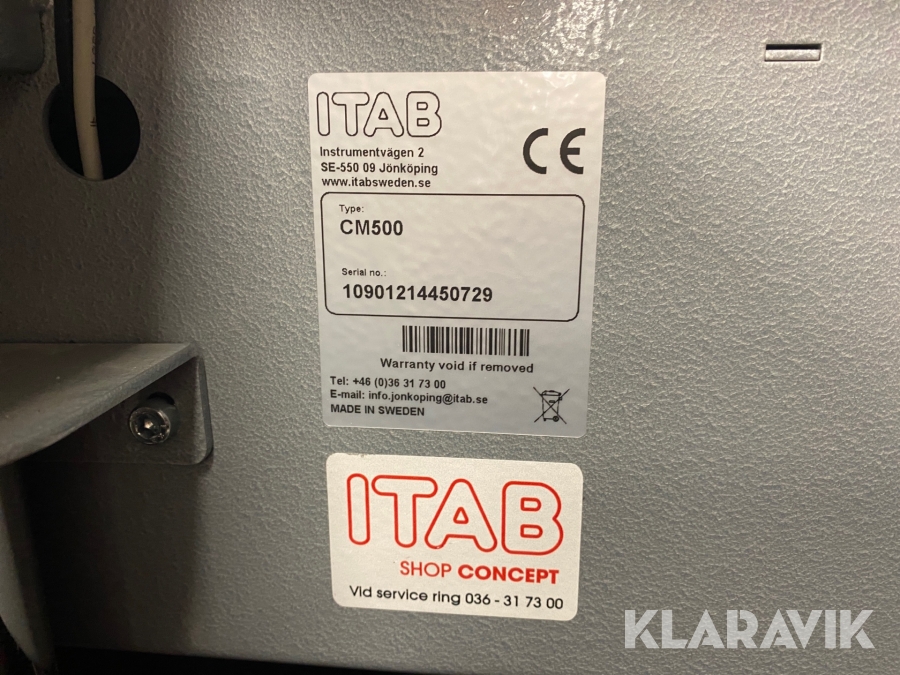 ITAB
Instrumentvägen 2
SE-550 09 Jönköping
www.itabsweden.se
CE
Type:
CM500
Serial no.:
10901214450729
Warranty void if removed
Tel: +46 (0)36 31 73 00
E-mail: info.jonkoping@itab.se
MADE IN SWEDEN
ITAB
SHOP CONCEPT
Vid service ring 036 - 31 73 00
KLARAVIK